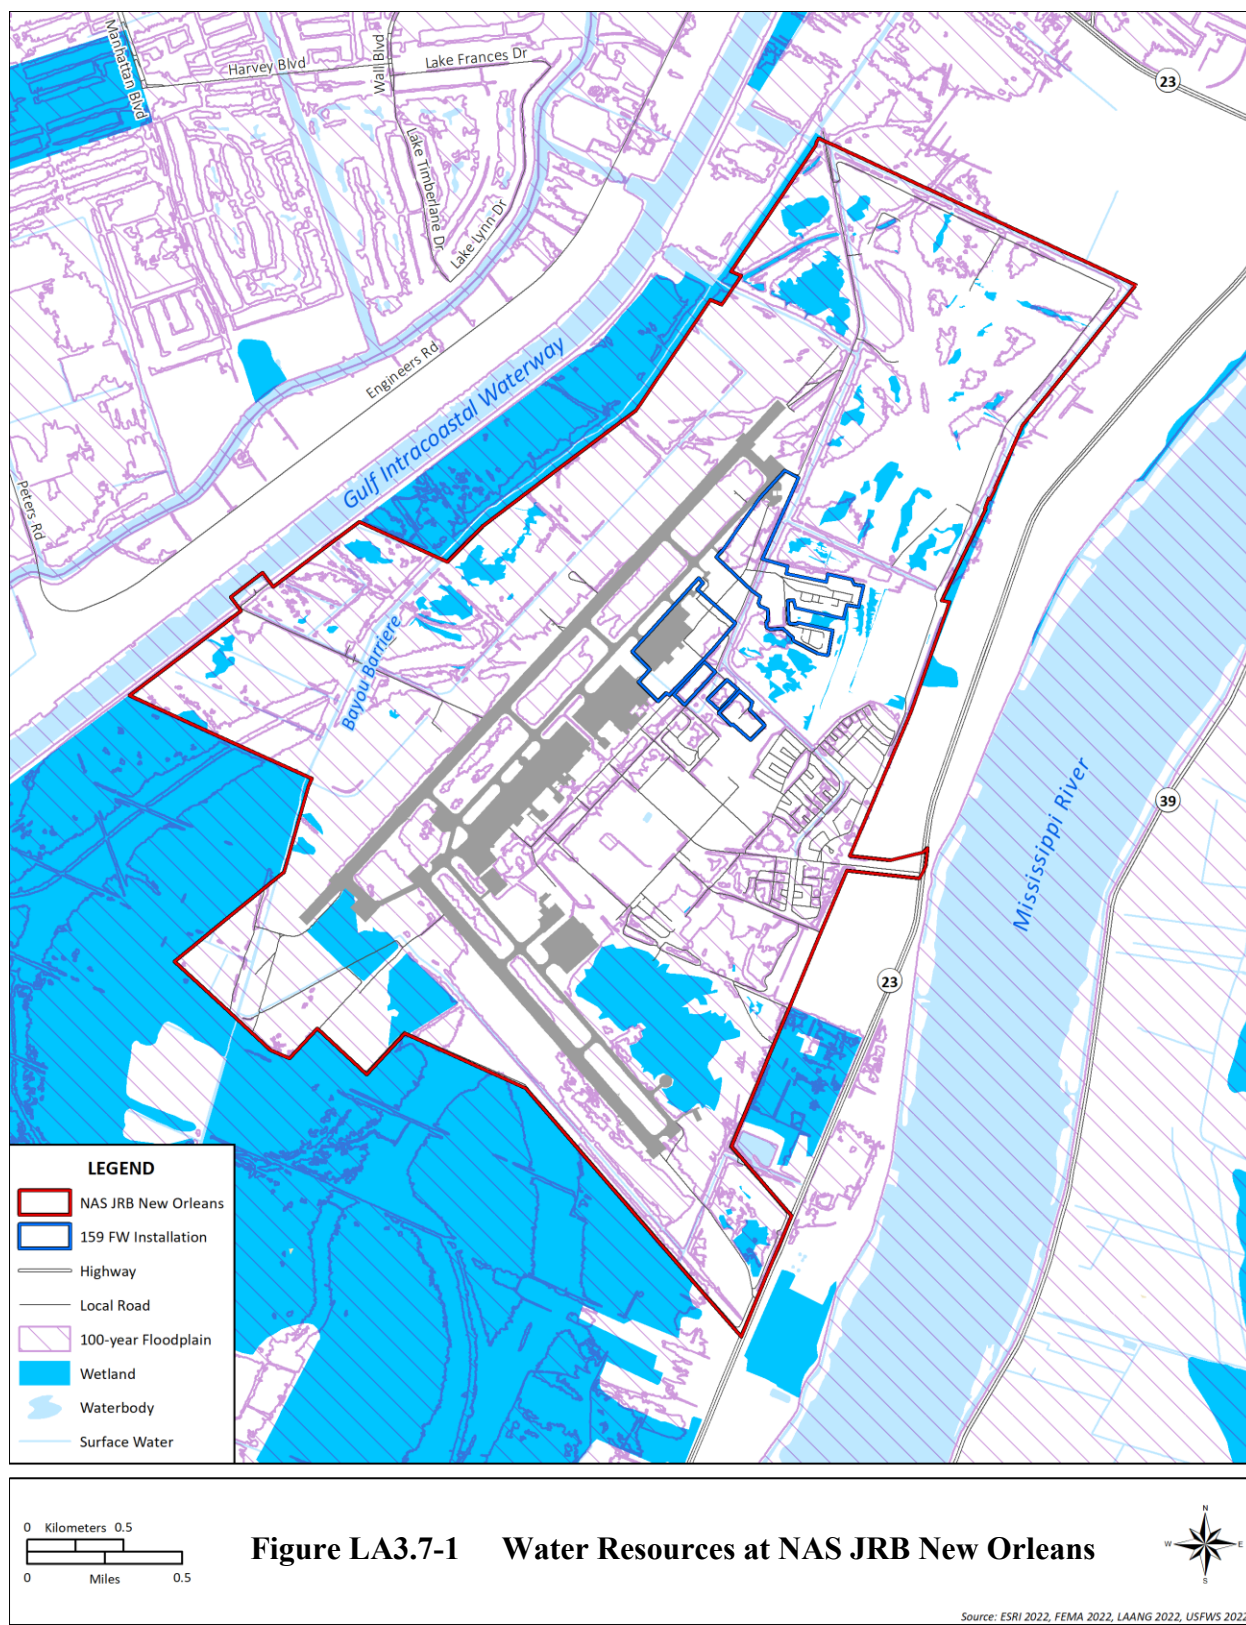 Manhattan Blvd
Harvey Blvd
Wall Blvd
Lake Frances Dr
23
Lake Timberlane Dr
Lake Lynn Dr
Engineers Rd
Gulf Intracoastal Waterway
Peters Rd
Bayou Barriere
Mississippi River
39
23
LEGEND
NAS JRB New Orleans
159 FW Installation
Highway
Local Road
100-year Floodplain
Wetland
Waterbody
Surface Water
0 Kilometers 0.5
0 Miles 0.5
Figure LA3.7-1 Water Resources at NAS JRB New Orleans
N
W E
S
Source: ESRI 2022, FEMA 2022, LAANG 2022, USFWS 2022